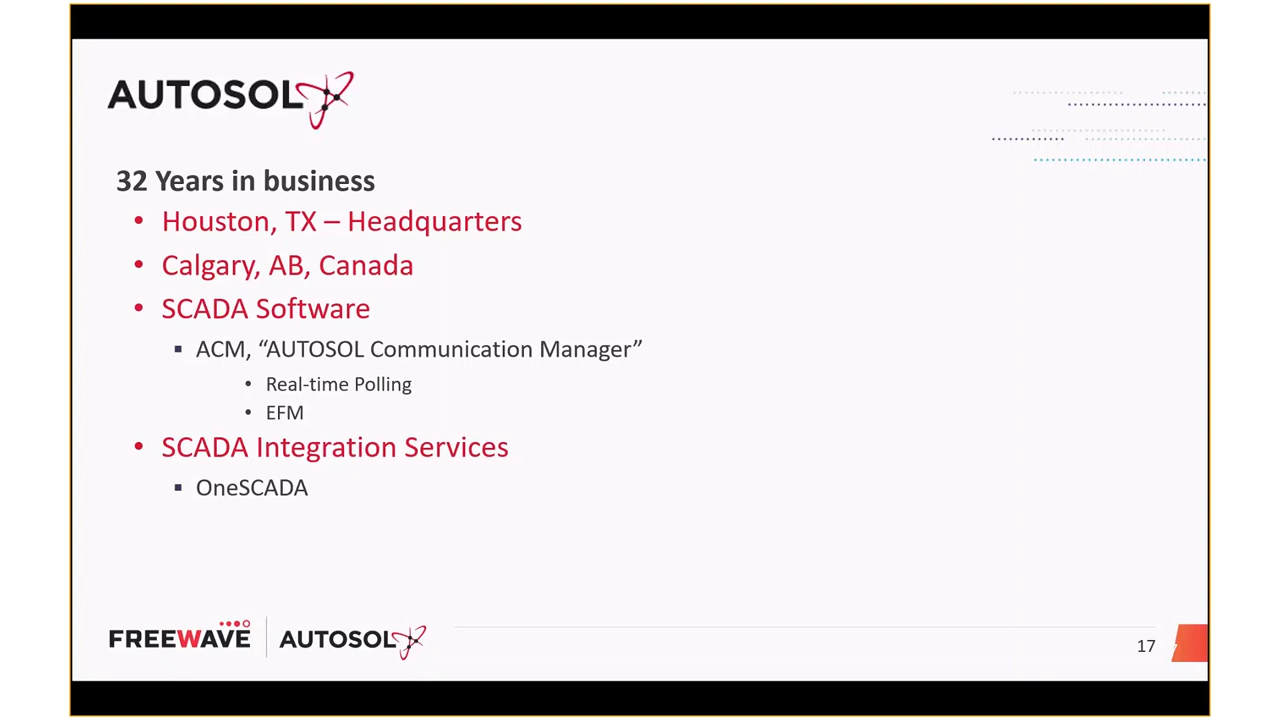 AUTOSOL
32 Years in business
• Houston, TX – Headquarters
• Calgary, AB, Canada
• SCADA Software
▪ ACM, “AUTOSOL Communication Manager”
• Real-time Polling
• EFM
• SCADA Integration Services
▪ OneSCADA
FREEWAVE AUTOSOL
17